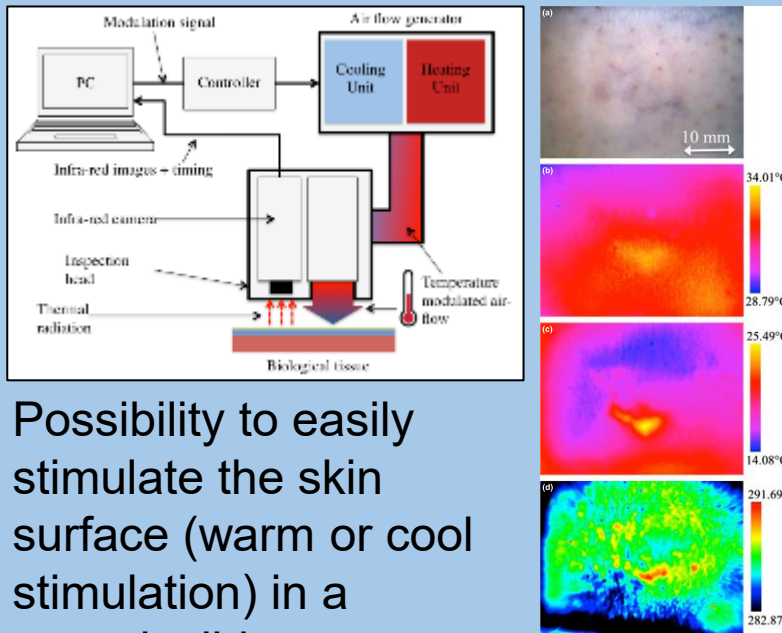 Modulation signal
Air flow generator
PC
Controller
Cooling
Unit
Heating
Unit
Infra-red images + timing
Infra-red camera
Inspection
head
Thermal
radiation
Temperature
modulated air-
flow
Biological tissue
Possibility to easily
stimulate the skin
surface (warm or cool
stimulation) in a
(a)
10 mm
(b)
34.01°
28.79°
(c)
25.49°
14.08°
(d)
291.69
282.87